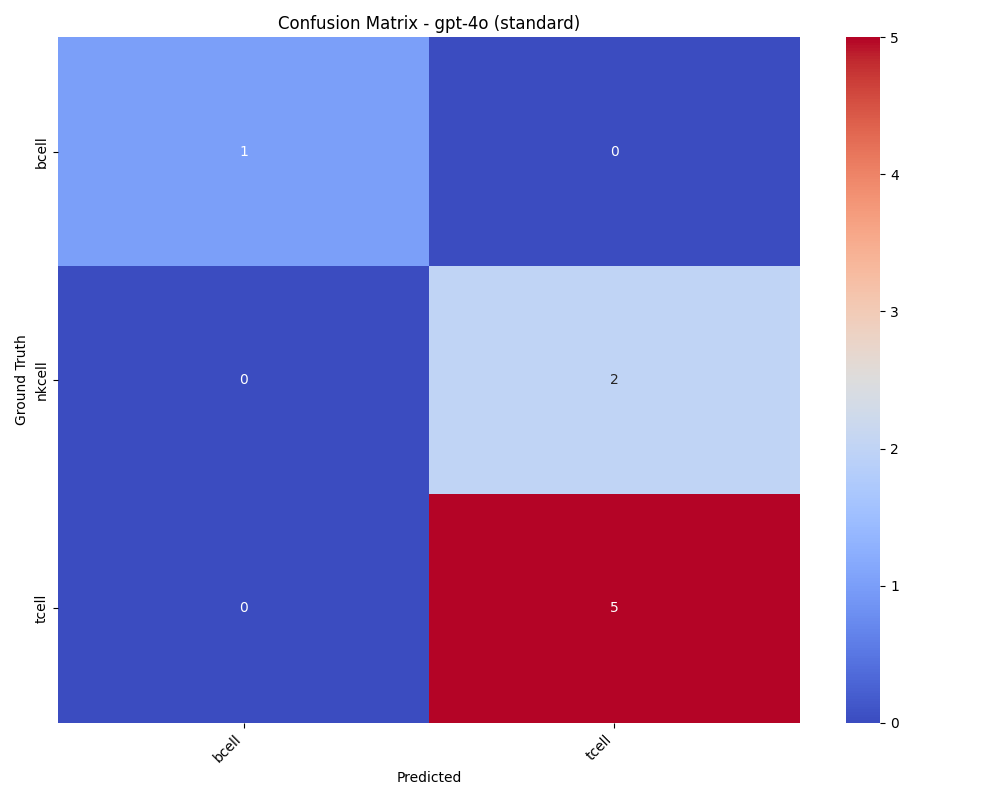 Confusion Matrix - gpt-4o (standard)
Ground Truth
bcell
nkcell
tcell
1
0
0
2
0
5
bcell
tcell
Predicted
5
4
3
2
1
0